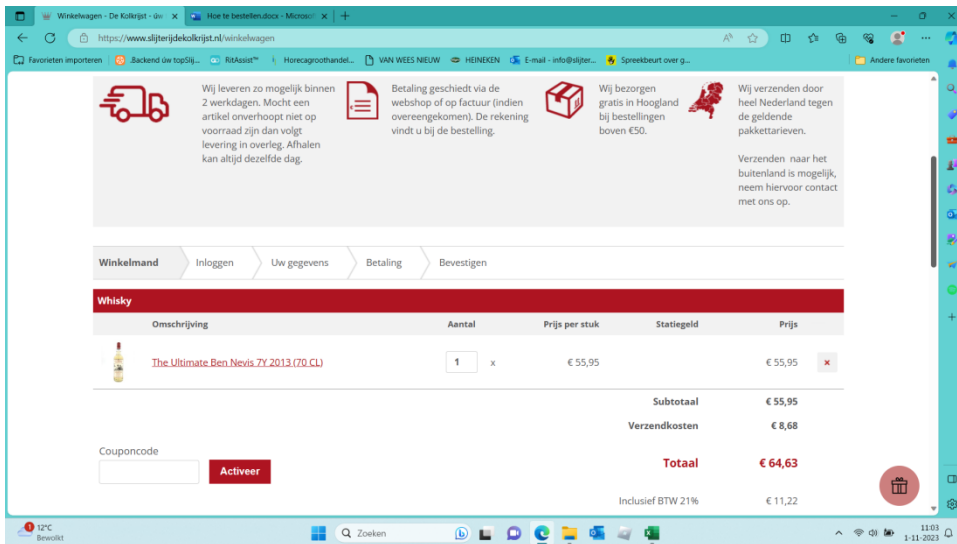 Winkelwagen - De Kolkrijst - úw
Hoe te bestellen.docx - Microsof
https://www.slijterijdekolkrijst.nl/winkelwagen
Favorieten importeren
.Backend úw topSlij...
RitAssist™
Horecagroothandel...
VAN WEES NIEUW
HEINEKEN
E-mail - info@slijter...
Spreekbeurt over g...
Andere favorieten
Wij leveren zo mogelijk binnen
2 werkdagen. Mocht een
artikel onverhoopt niet op
voorraad zijn dan volgt
levering in overleg. Afhalen
kan altijd dezelfde dag.
Betaling geschiedt via de
webshop of op factuur (indien
overeengekomen). De rekening
vindt u bij de bestelling.
Wij bezorgen
gratis in Hoogland
bij bestellingen
boven €50.
Wij verzenden door
heel Nederland tegen
de geldende
pakkettarieven.
Verzenden naar het
buitenland is mogelijk,
neem hiervoor contact
met ons op.
Winkelmand
Inloggen
Uw gegevens
Betaling
Bevestigen
Whisky
Omschrijving Aantal Prijs per stuk Statiegeld Prijs
The Ultimate Ben Nevis 7Y 2013 (70 CL) 1 x € 55,95 € 55,95
Subtotaal € 55,95
Verzendkosten € 8,68
Couponcode
Activeer
Totaal € 64,63
Inclusief BTW 21% € 11,22
1
12°C
Bewolkt
Zoeken
11:03
1-11-2023